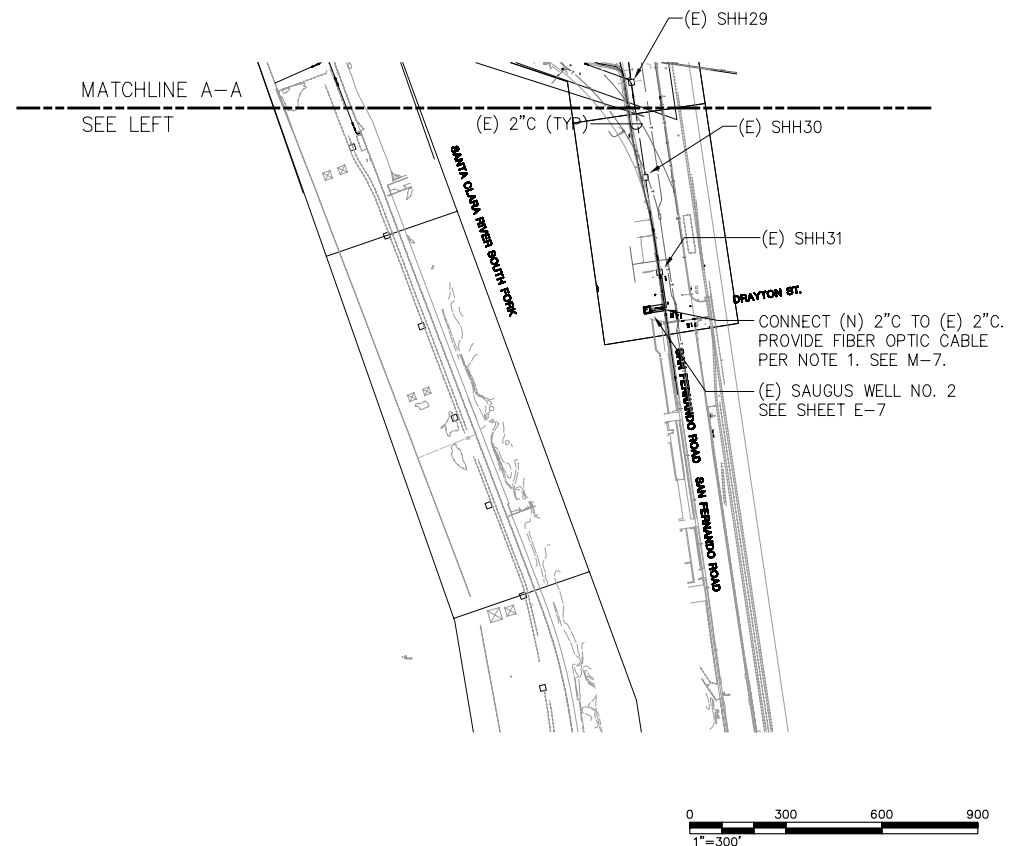 (E) SHH29
MATCHLINE A-A
SEE LEFT
(E) 2"C (TYP)
(E) SHH30
SANTA CLARA RIVER SOUTH FORK
(E) SHH31
DRAYTON ST.
CONNECT (N) 2"C TO (E) 2"C.
PROVIDE FIBER OPTIC CABLE
PER NOTE 1. SEE M-7.
(E) SAUGUS WELL NO. 2
SEE SHEET E-7
SAN FERNANDO ROAD
SAN FERNANDO ROAD
0 300 600 900
1"=300'